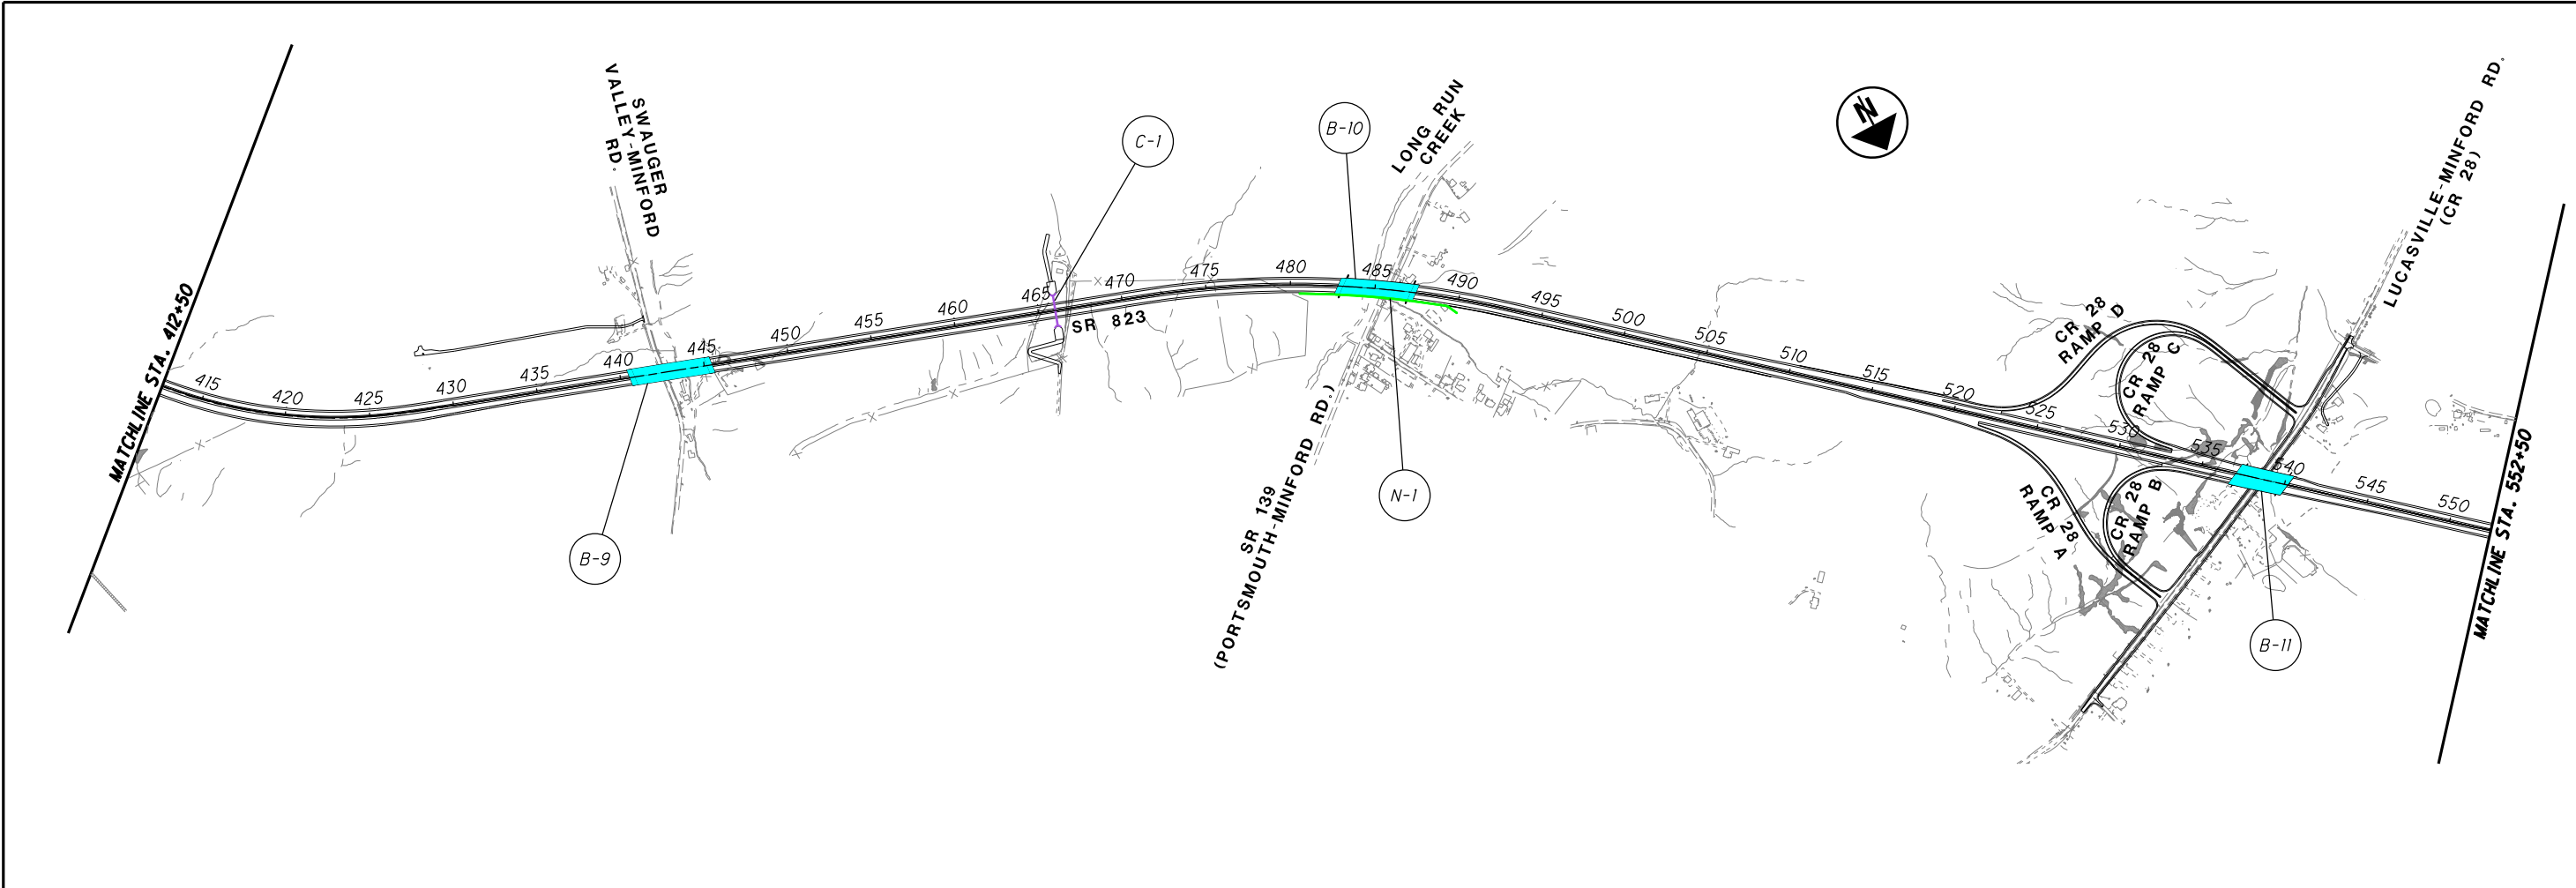 MATCHLINE STA. 412+50
415
420
425
430
435
440
445
450
455
460
465
470
475
480
485
490
495
500
505
510
515
520
525
530
535
540
545
550
MATCHLINE STA. 552+50
SWAUGER
VALLEY-MINFORD
RD.
B-9
C-1
SR 823
B-10
LONG RUN
CREEK
N-1
SR 139
(PORTSMOUTH-MINFORD RD.)
N
CR 28
RAMP D
CR 28
RAMP C
CR 28
RAMP B
CR 28
RAMP A
LUCASVILLE-MINFORD RD.
(CR 28)
B-11